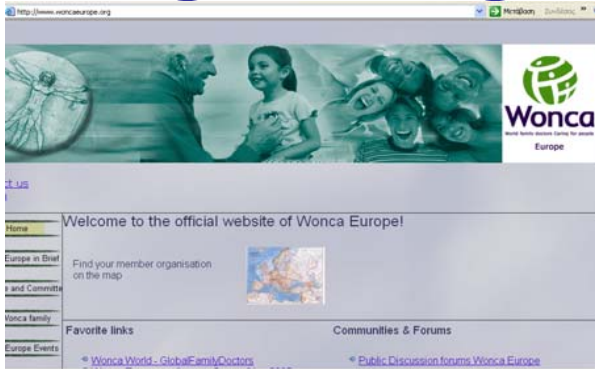 http://www.woncaeurope.org
Μετάβαση Συνδέσεις »
Wonca
World family doctors Caring for people
Europe
ct us
Home
Welcome to the official website of Wonca Europe!
Europe in Brief
Find your member organisation
on the map
e and Committe
Wonca family
Favorite links
Communities & Forums
Europe Events
Wonca World - GlobalFamilyDoctors
Public Discussion forums Wonca Europe